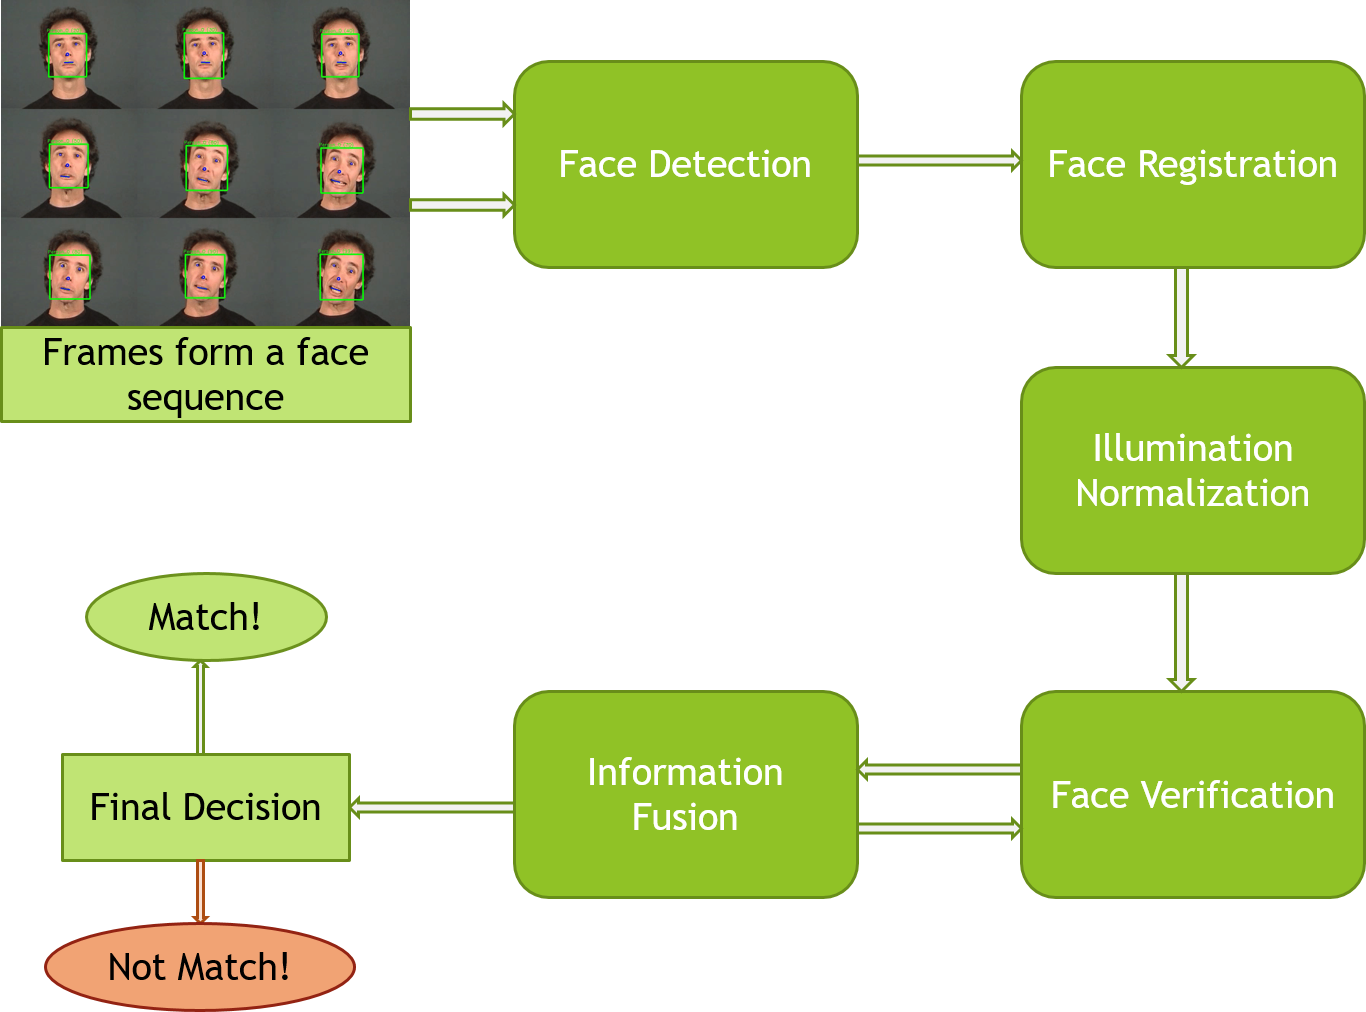 Frames form a face
sequence
Face Detection
Face Registration
Illumination
Normalization
Face Verification
Information
Fusion
Final Decision
Match!
Not Match!